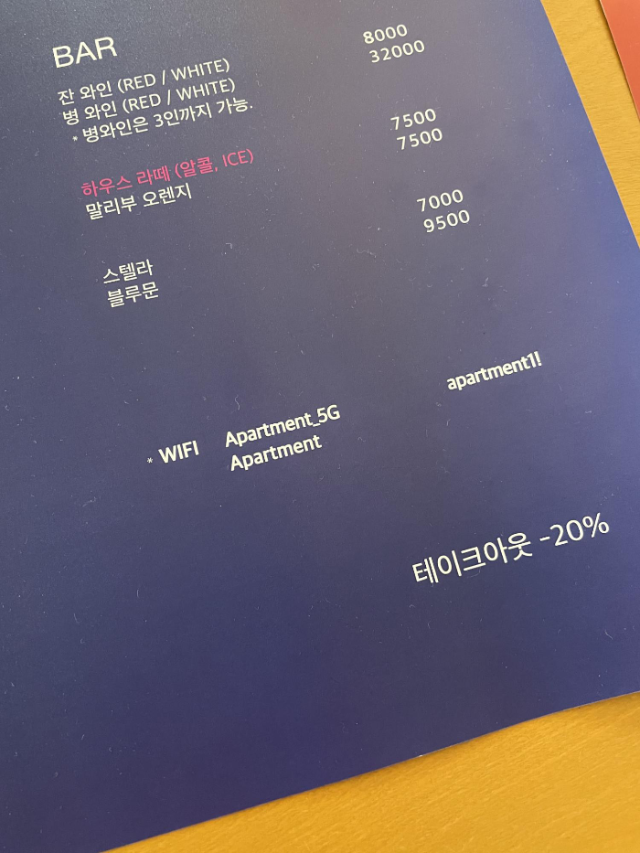 BAR
잔 와인 (RED / WHITE) 8000
병 와인 (RED / WHITE) 32000
* 병와인은 3인까지 가능.
하우스 라떼 (알콜, ICE) 7500
말리부 오렌지 7500
스텔라 7000
블루문 9500
* WIFI Apartment_5G apartment1!
Apartment
테이크아웃 -20%